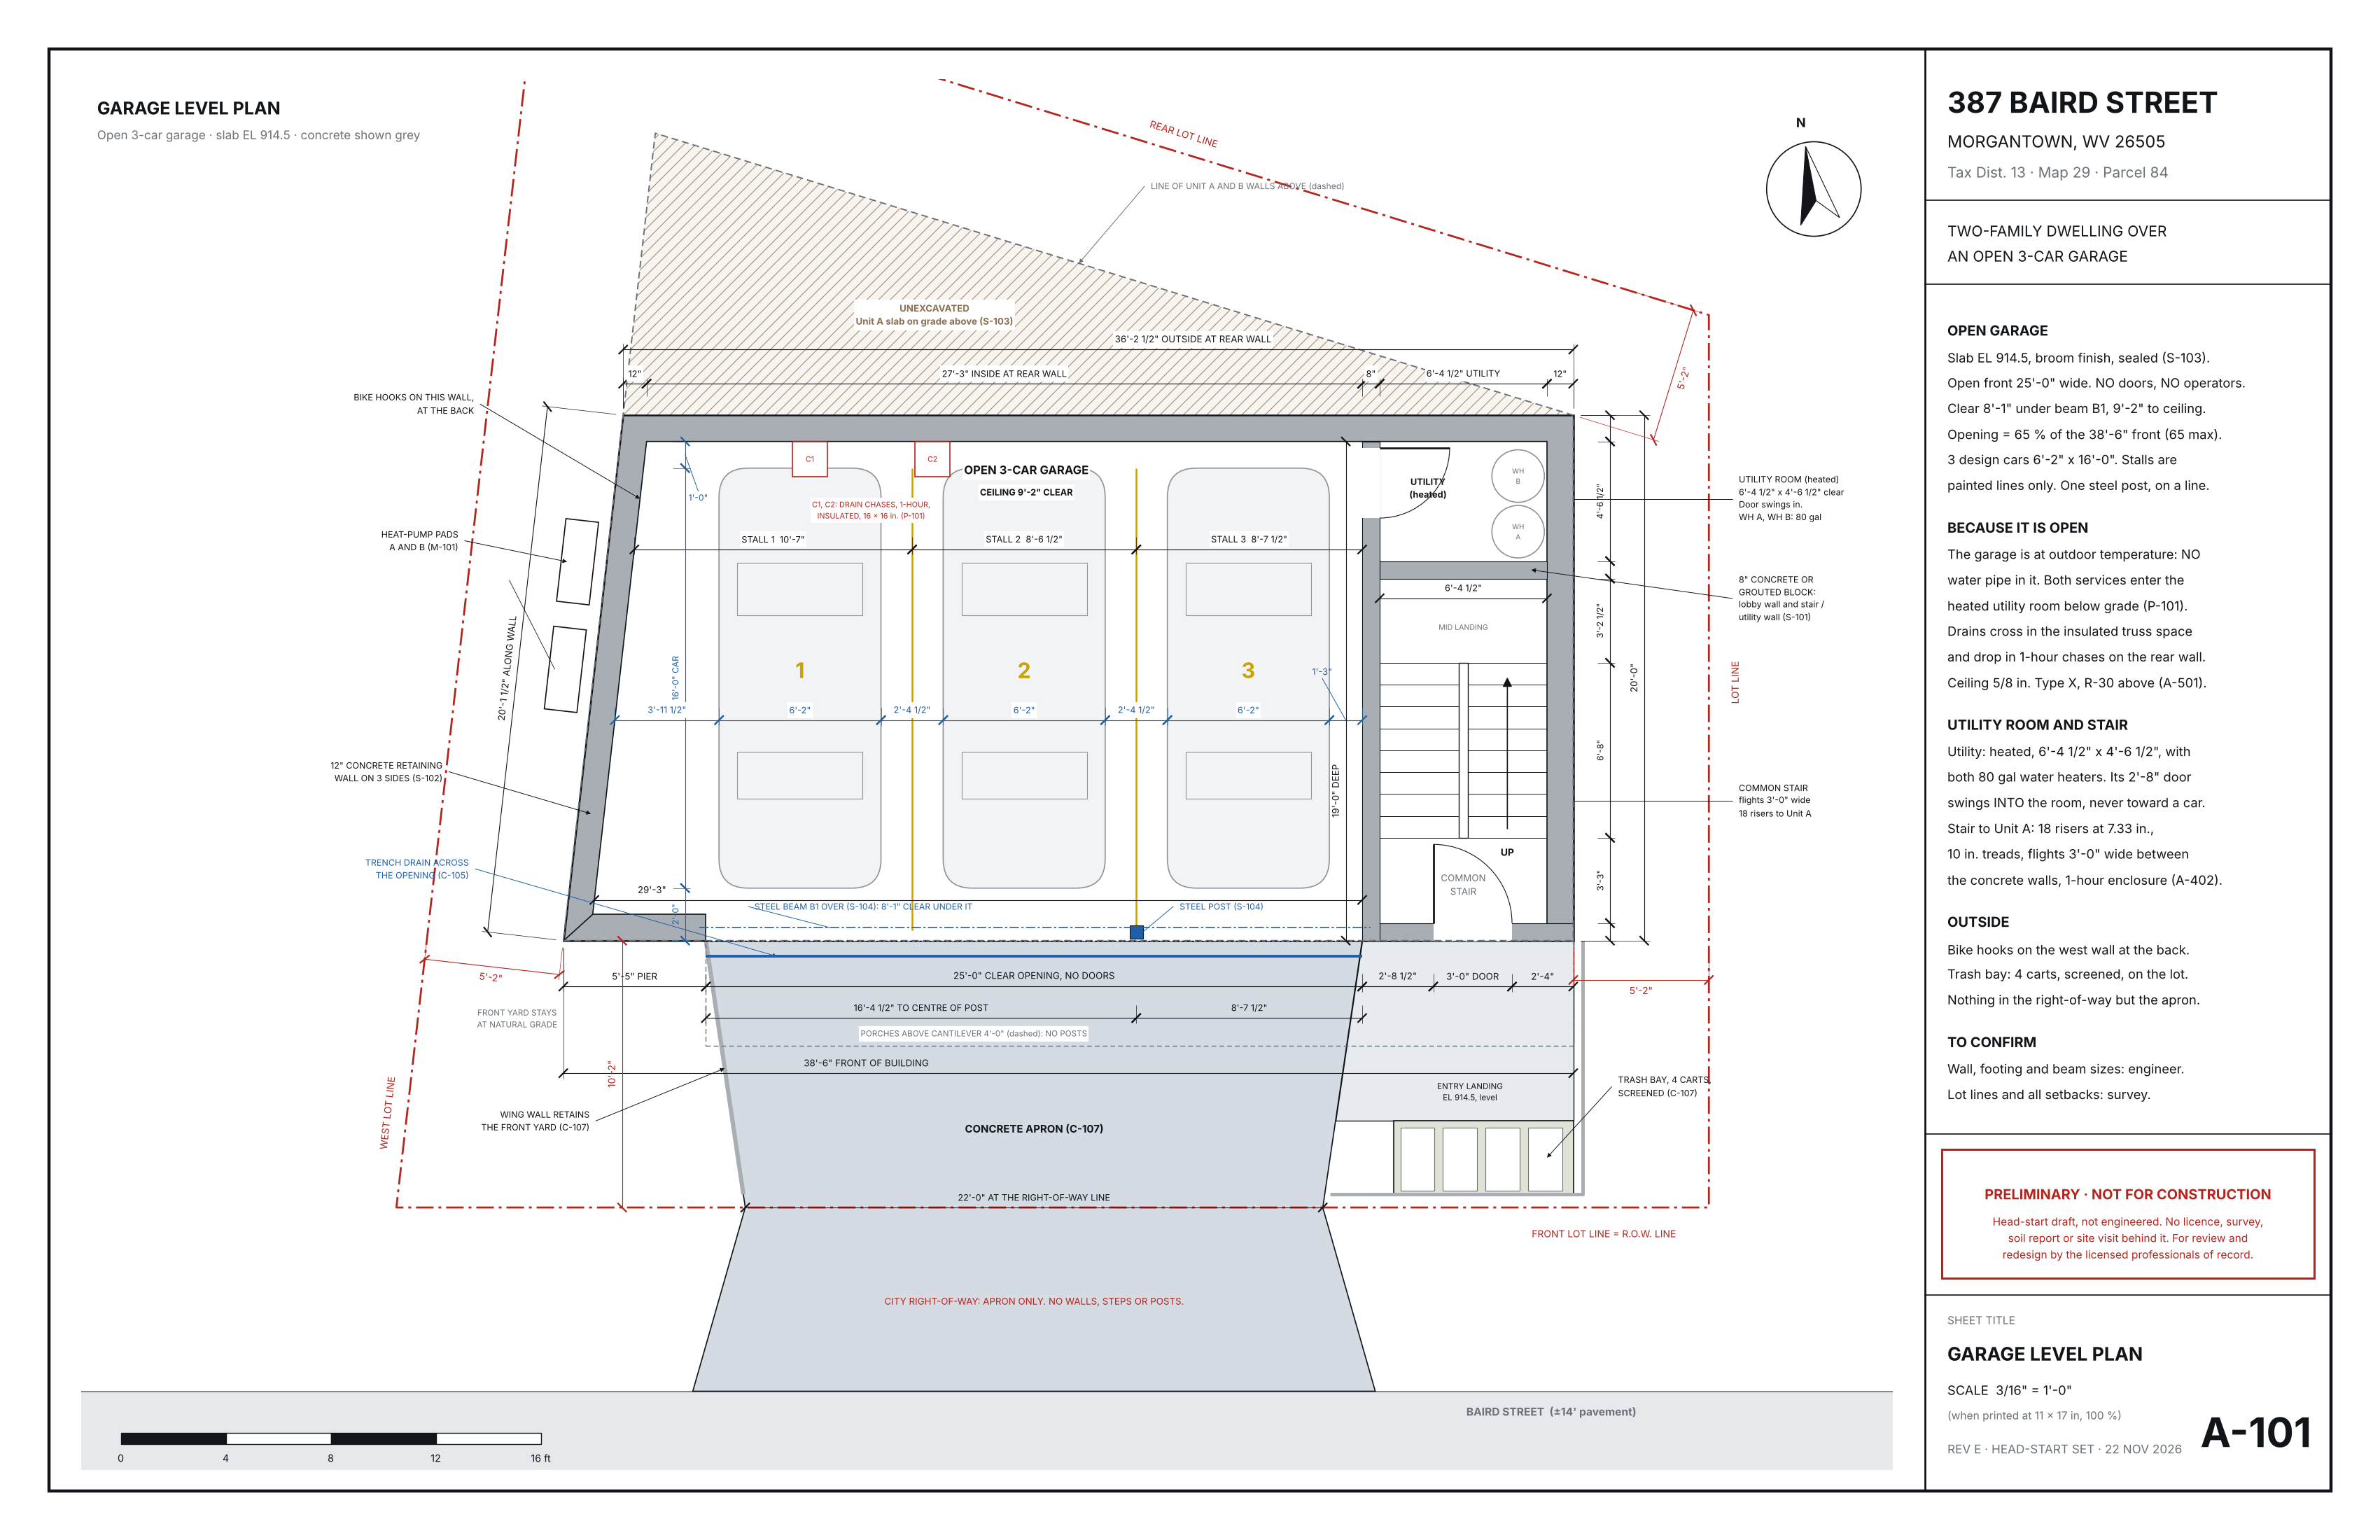 GARAGE LEVEL PLAN
Open 3-car garage · slab EL 914.5 · concrete shown grey
REAR LOT LINE
LINE OF UNIT A AND B WALLS ABOVE (dashed)
N
UNEXCAVATED
Unit A slab on grade above (S-103)
36'-2 1/2" OUTSIDE AT REAR WALL
12"
27'-3" INSIDE AT REAR WALL
8"
6'-4 1/2" UTILITY
12"
5'-2"
BIKE HOOKS ON THIS WALL,
AT THE BACK
C1
C2
OPEN 3-CAR GARAGE
CEILING 9'-2" CLEAR
1'-0"
C1, C2: DRAIN CHASES, 1-HOUR,
INSULATED, 16 × 16 in. (P-101)
UTILITY
(heated)
WH
B
WH
A
4'-6 1/2"
UTILITY ROOM (heated)
6'-4 1/2" x 4'-6 1/2" clear
Door swings in.
WH A, WH B: 80 gal
HEAT-PUMP PADS
A AND B (M-101)
STALL 1 10'-7"
STALL 2 8'-6 1/2"
STALL 3 8'-7 1/2"
8" CONCRETE OR
GROUTED BLOCK:
lobby wall and stair /
utility wall (S-101)
6'-4 1/2"
MID LANDING
3'-2 1/2"
20'-1 1/2" ALONG WALL
16'-0" CAR
1
2
3
1'-3"
20'-0"
LOT LINE
3'-11 1/2"
6'-2"
2'-4 1/2"
6'-2"
2'-4 1/2"
6'-2"
6'-8"
12" CONCRETE RETAINING
WALL ON 3 SIDES (S-102)
19'-0" DEEP
COMMON STAIR
flights 3'-0" wide
18 risers to Unit A
UP
TRENCH DRAIN ACROSS
THE OPENING (C-105)
COMMON
STAIR
3'-3"
29'-3"
2'-0"
STEEL BEAM B1 OVER (S-104): 8'-1" CLEAR UNDER IT
STEEL POST (S-104)
5'-2"
5'-5" PIER
25'-0" CLEAR OPENING, NO DOORS
2'-8 1/2"
3'-0" DOOR
2'-4"
5'-2"
16'-4 1/2" TO CENTRE OF POST
8'-7 1/2"
FRONT YARD STAYS
AT NATURAL GRADE
PORCHES ABOVE CANTILEVER 4'-0" (dashed): NO POSTS
38'-6" FRONT OF BUILDING
10'-2"
WEST LOT LINE
ENTRY LANDING
EL 914.5, level
TRASH BAY, 4 CARTS,
SCREENED (C-107)
WING WALL RETAINS
THE FRONT YARD (C-107)
CONCRETE APRON (C-107)
22'-0" AT THE RIGHT-OF-WAY LINE
FRONT LOT LINE = R.O.W. LINE
CITY RIGHT-OF-WAY: APRON ONLY. NO WALLS, STEPS OR POSTS.
BAIRD STREET (±14' pavement)
0
4
8
12
16 ft
387 BAIRD STREET
MORGANTOWN, WV 26505
Tax Dist. 13 · Map 29 · Parcel 84
TWO-FAMILY DWELLING OVER
AN OPEN 3-CAR GARAGE
OPEN GARAGE
Slab EL 914.5, broom finish, sealed (S-103).
Open front 25'-0" wide. NO doors, NO operators.
Clear 8'-1" under beam B1, 9'-2" to ceiling.
Opening = 65 % of the 38'-6" front (65 max).
3 design cars 6'-2" x 16'-0". Stalls are
painted lines only. One steel post, on a line.
BECAUSE IT IS OPEN
The garage is at outdoor temperature: NO
water pipe in it. Both services enter the
heated utility room below grade (P-101).
Drains cross in the insulated truss space
and drop in 1-hour chases on the rear wall.
Ceiling 5/8 in. Type X, R-30 above (A-501).
UTILITY ROOM AND STAIR
Utility: heated, 6'-4 1/2" x 4'-6 1/2", with
both 80 gal water heaters. Its 2'-8" door
swings INTO the room, never toward a car.
Stair to Unit A: 18 risers at 7.33 in.,
10 in. treads, flights 3'-0" wide between
the concrete walls, 1-hour enclosure (A-402).
OUTSIDE
Bike hooks on the west wall at the back.
Trash bay: 4 carts, screened, on the lot.
Nothing in the right-of-way but the apron.
TO CONFIRM
Wall, footing and beam sizes: engineer.
Lot lines and all setbacks: survey.
PRELIMINARY · NOT FOR CONSTRUCTION
Head-start draft, not engineered. No licence, survey,
soil report or site visit behind it. For review and
redesign by the licensed professionals of record.
SHEET TITLE
GARAGE LEVEL PLAN
SCALE 3/16" = 1'-0"
(when printed at 11 × 17 in, 100 %)
REV E · HEAD-START SET · 22 NOV 2026
A-101